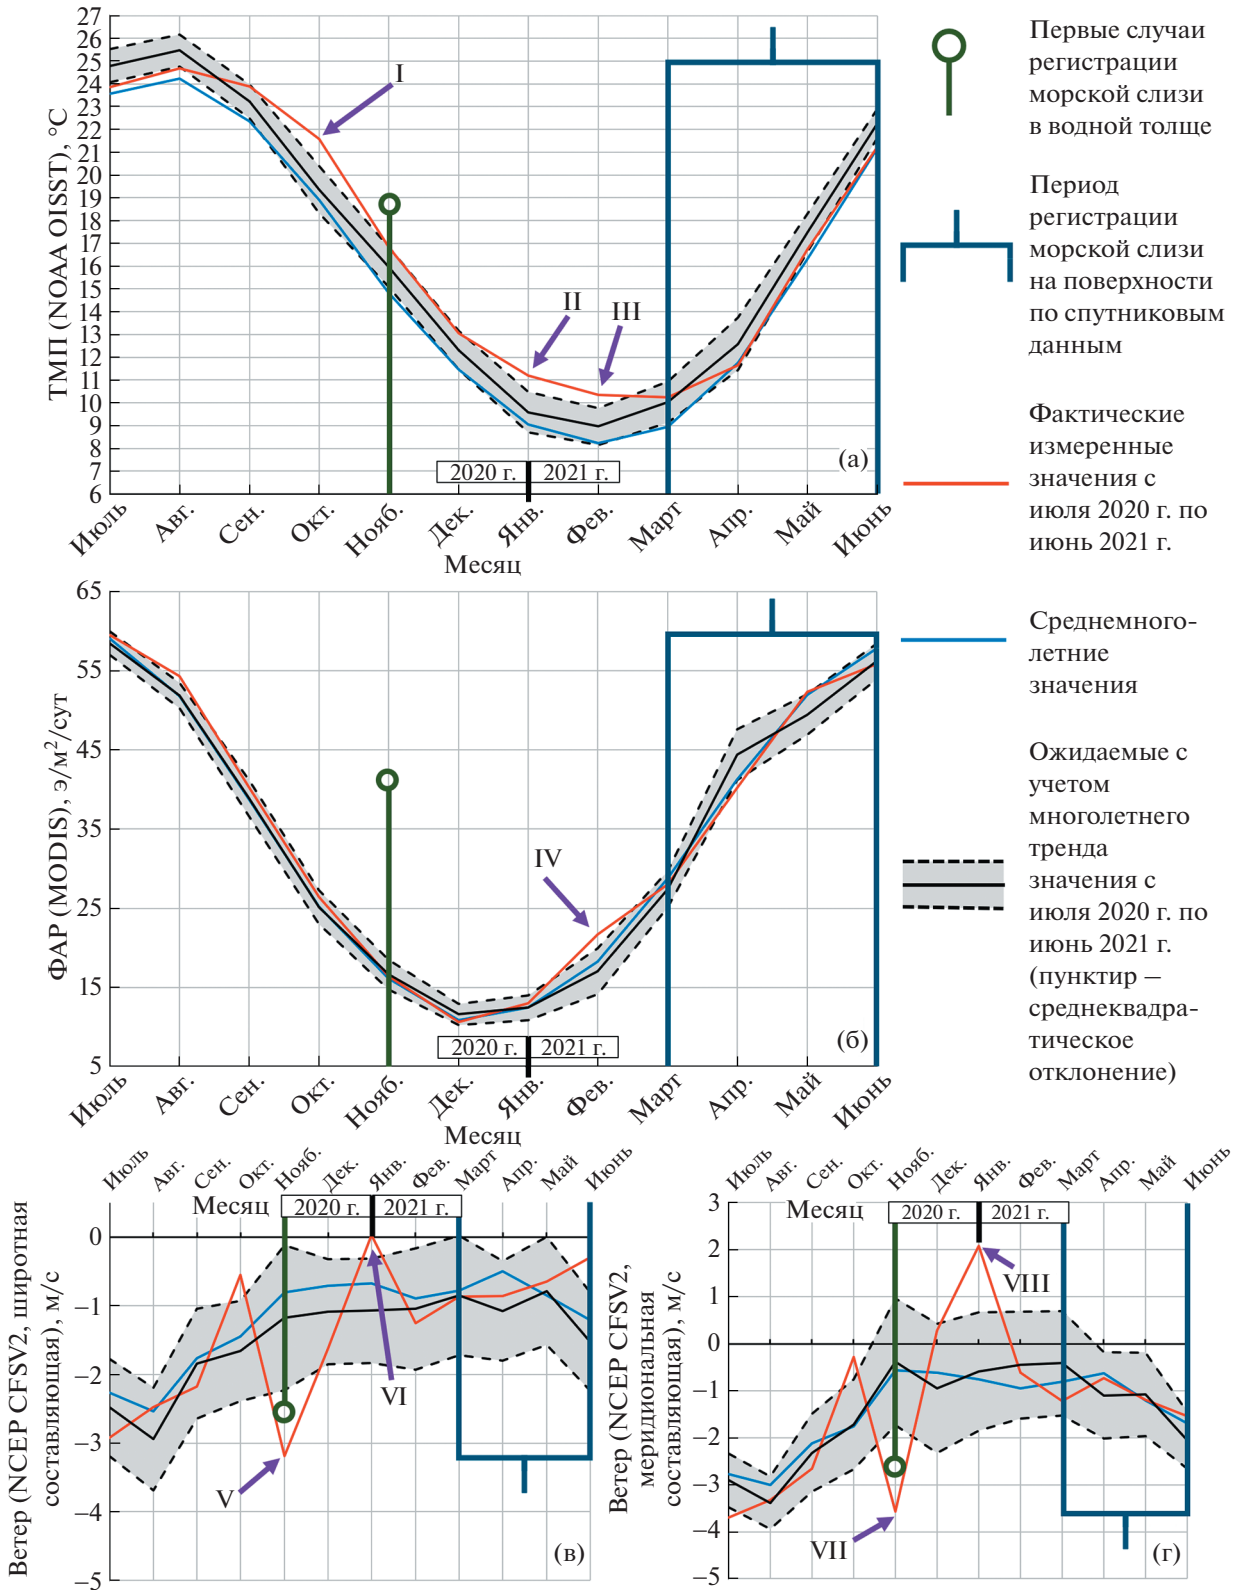 ТМП (NOAA OISST), °C
27
26
25
24
23
22
21
20
19
18
17
16
15
14
13
12
11
10
9
8
7
6
I
II
III
2020 г.
2021 г.
(а)
Июль
Авг.
Сен.
Окт.
Нояб.
Дек.
Янв.
Фев.
Март
Апр.
Май
Июнь
Месяц
Первые случаи
регистрации
морской слизи
в водной толще
Период
регистрации
морской слизи
на поверхности
по спутниковым
данным
Фактические
измеренные
значения с
июля 2020 г. по
июнь 2021 г.
Среднемного-
летние
значения
Ожидаемые с
учетом
многолетнего
тренда
значения с
июля 2020 г. по
июнь 2021 г.
(пунктир –
среднеквадра-
тическое
отклонение)
ФАР (MODIS), э/м²/сут
65
55
45
35
25
15
5
IV
2020 г.
2021 г.
(б)
Июль
Авг.
Сен.
Окт.
Нояб.
Дек.
Янв.
Фев.
Март
Апр.
Май
Июнь
Месяц
Июль
Авг.
Сен.
Окт.
Нояб.
Дек.
Янв.
Фев.
Март
Апр.
Май
Июнь
Месяц
2020 г.
2021 г.
Ветер (NCEP CFSV2, широтная
составляющая), м/с
0
−1
−2
−3
−4
−5
V
VI
(в)
Июль
Авг.
Сен.
Окт.
Нояб.
Дек.
Янв.
Фев.
Март
Апр.
Май
Июнь
Месяц
2020 г.
2021 г.
Ветер (NCEP CFSV2,
меридиональная
составляющая), м/с
3
2
1
0
−1
−2
−3
−4
−5
VIII
VII
(г)